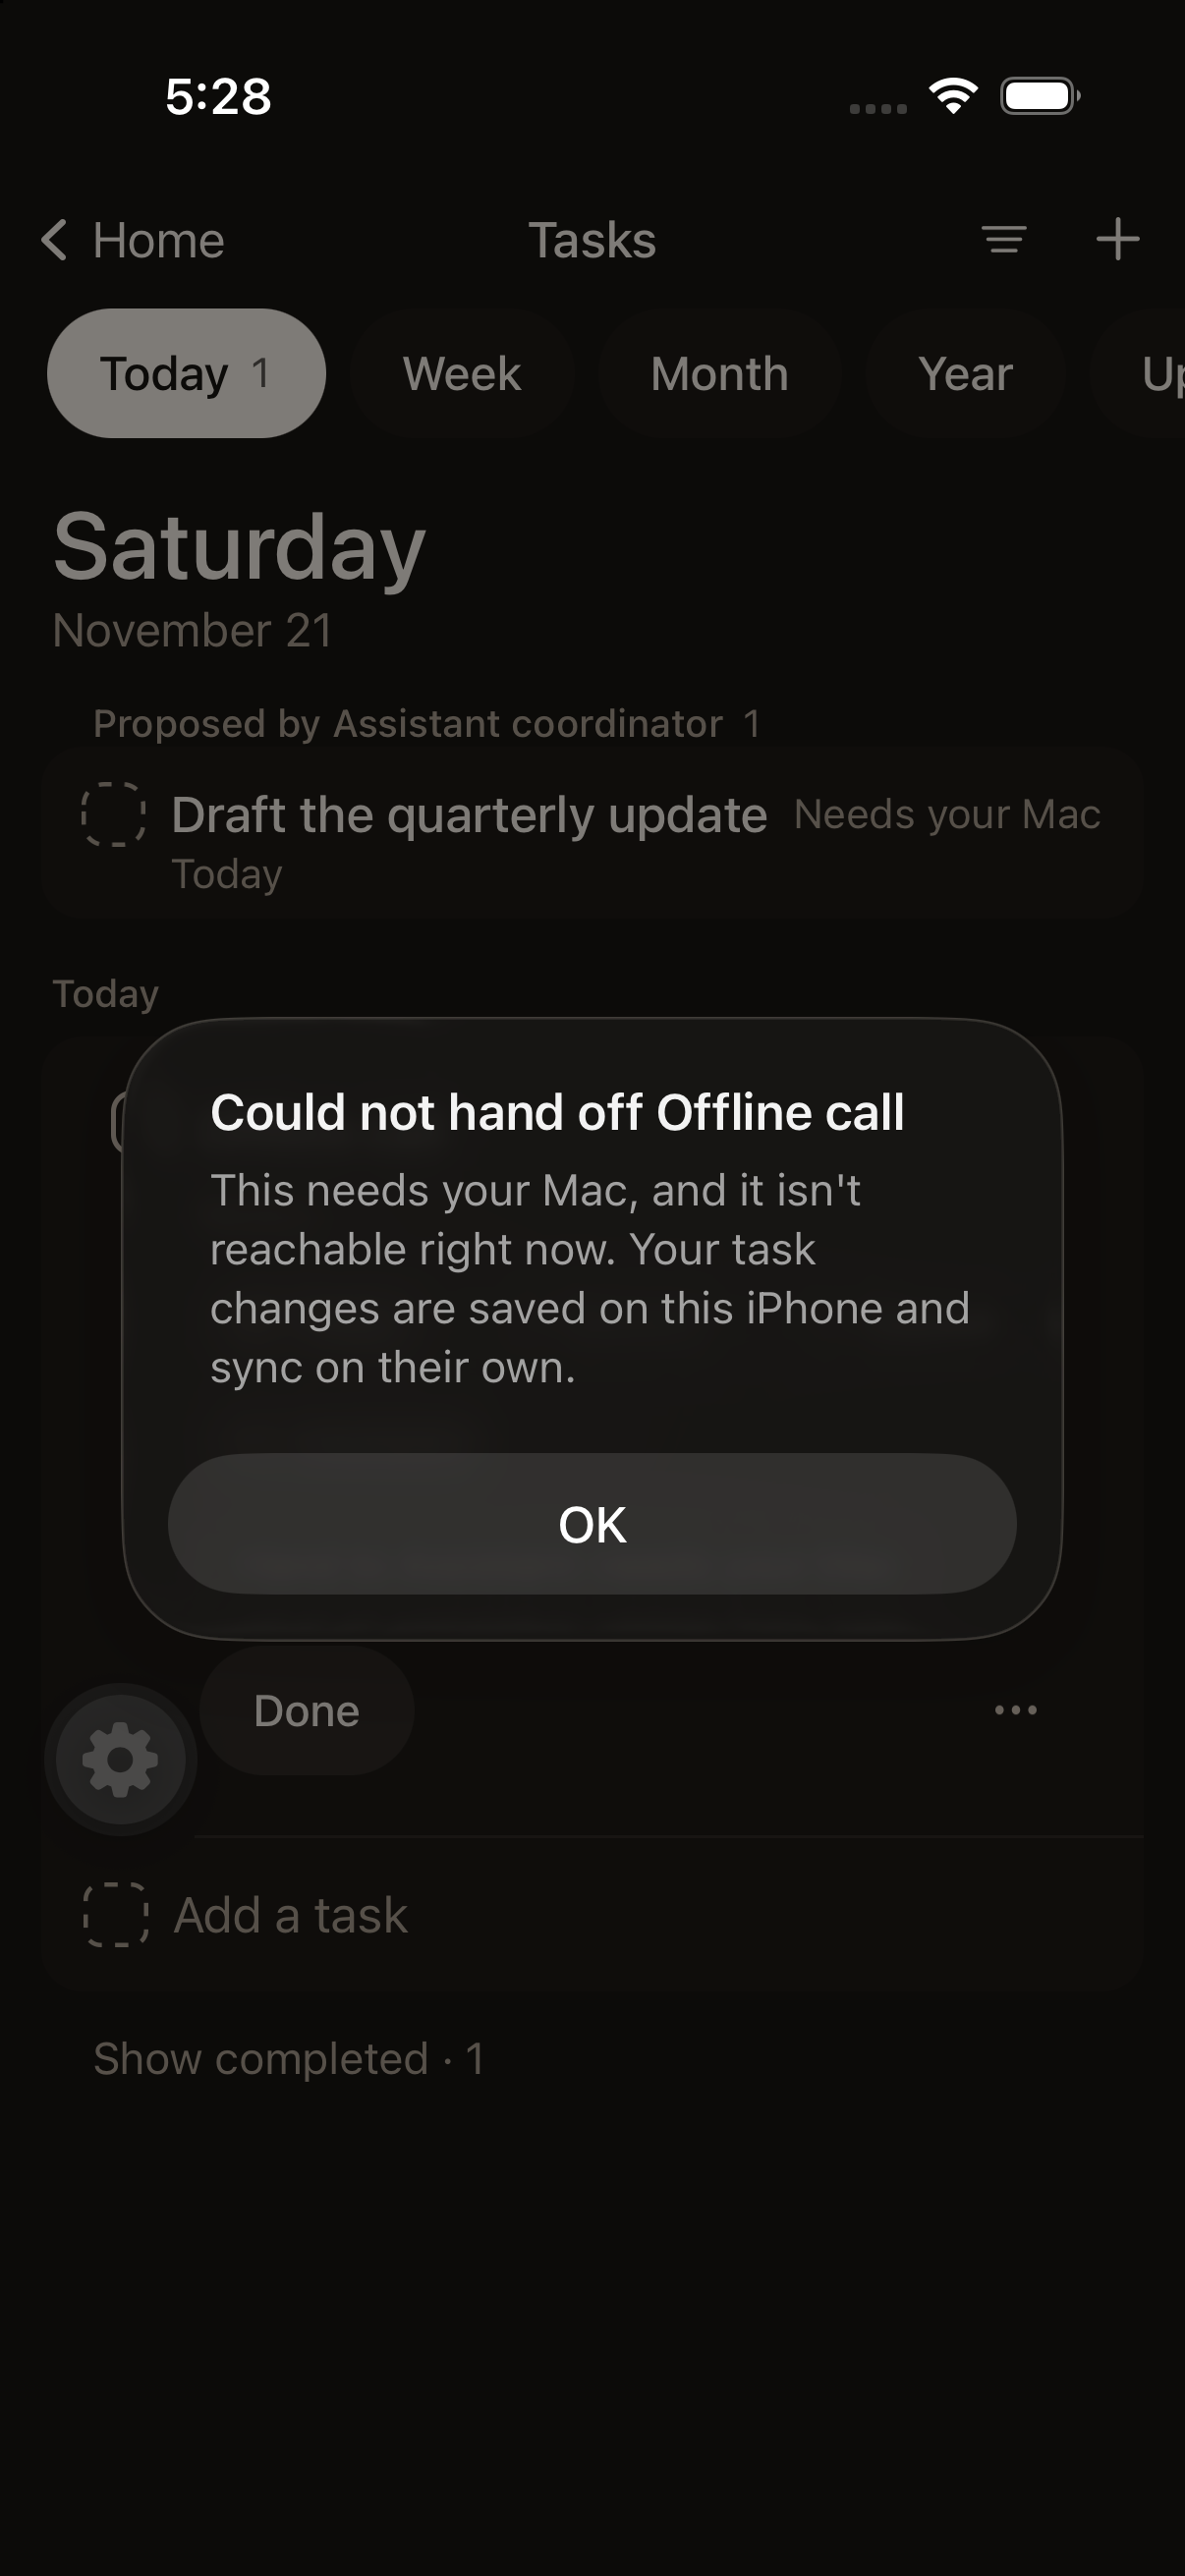 5:28
Home
Tasks
Today 1
Week
Month
Year
Up
Saturday
November 21
Proposed by Assistant coordinator 1
Draft the quarterly update
Needs your Mac
Today
Today
Could not hand off Offline call
This needs your Mac, and it isn't
reachable right now. Your task
changes are saved on this iPhone and
sync on their own.
OK
Done
Add a task
Show completed · 1